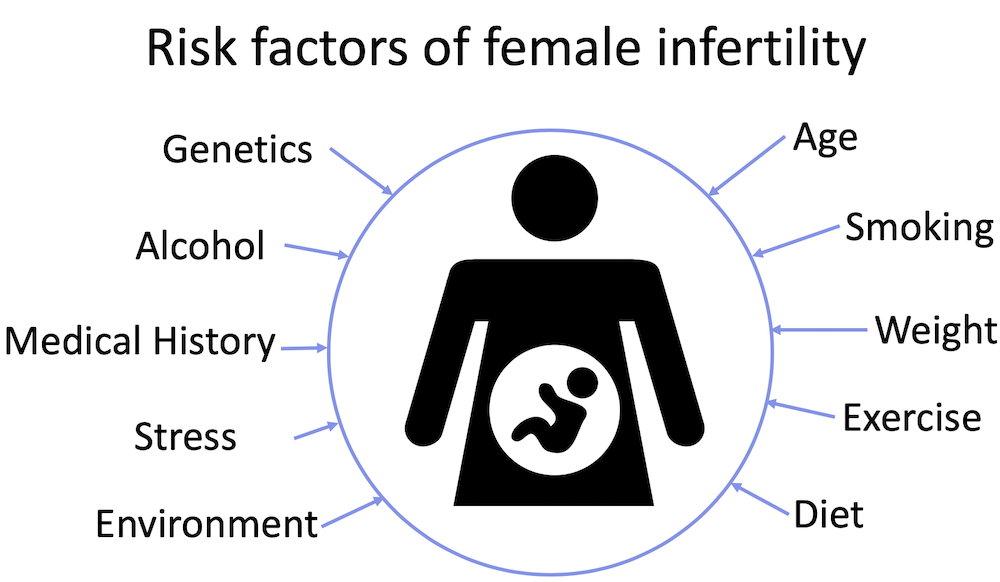 Risk factors of female infertility
Genetics
Alcohol
Medical History
Stress
Environment
Age
Smoking
Weight
Exercise
Diet